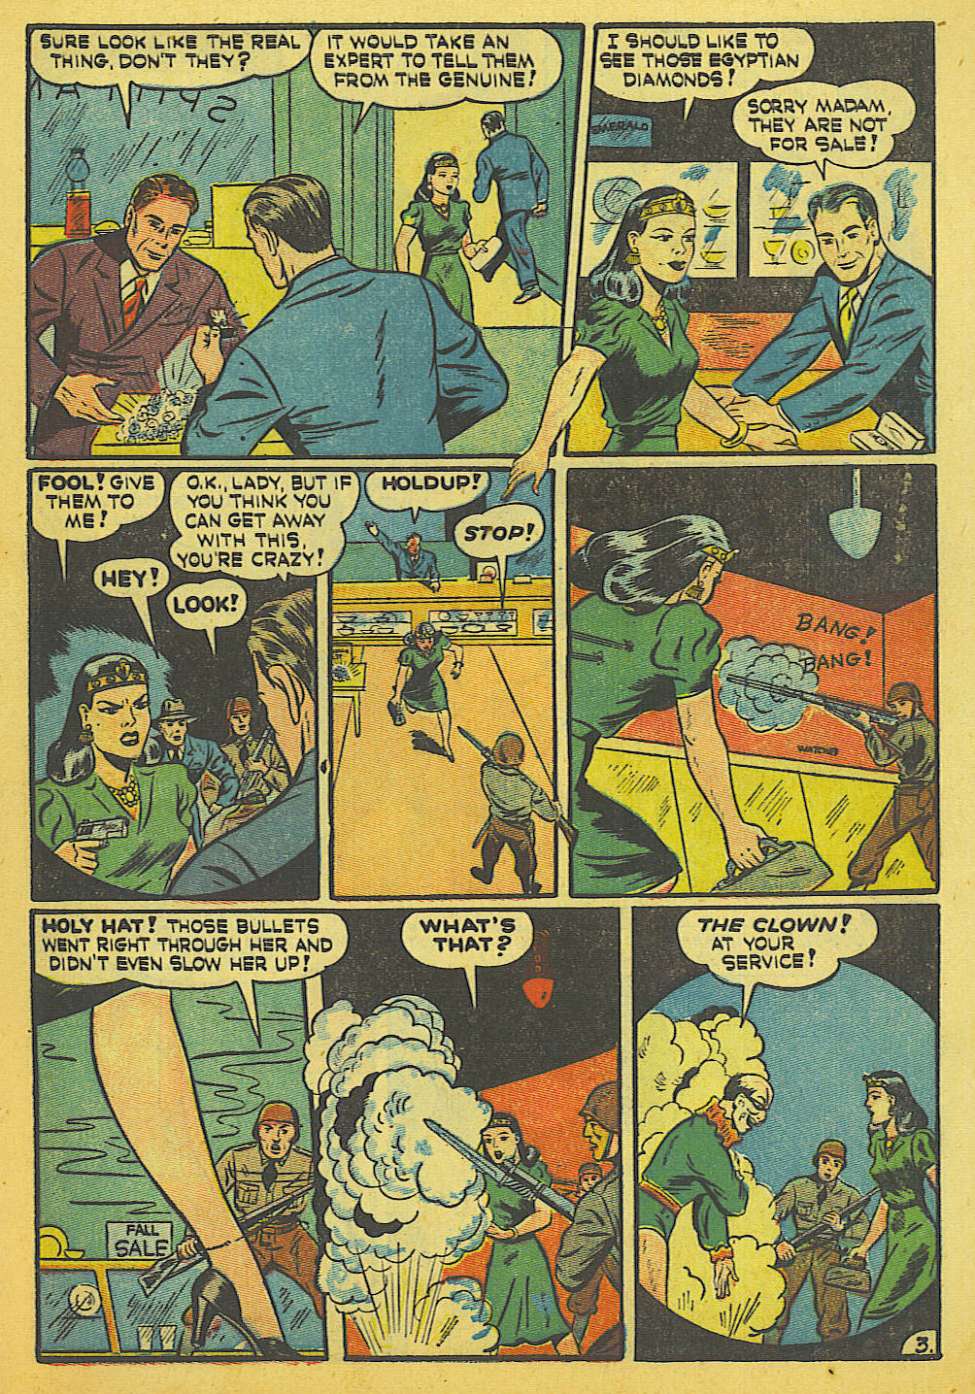 SURE LOOK LIKE THE REAL
THING, DON'T THEY?
IT WOULD TAKE AN
EXPERT TO TELL THEM
FROM THE GENUINE!
I SHOULD LIKE TO
SEE THOSE EGYPTIAN
DIAMONDS!
EMERALD
SORRY MADAM,
THEY ARE NOT
FOR SALE!
FOOL! GIVE
THEM TO
ME!
HEY!
LOOK!
O.K., LADY, BUT IF
YOU THINK YOU
CAN GET AWAY
WITH THIS,
YOU'RE CRAZY!
HOLDUP!
STOP!
BANG!
BANG!
WATCHES
HOLY HAT! THOSE BULLETS
WENT RIGHT THROUGH HER AND
DIDN'T EVEN SLOW HER UP!
FALL
SALE
WHAT'S
THAT?
THE CLOWN!
AT YOUR
SERVICE!
3.